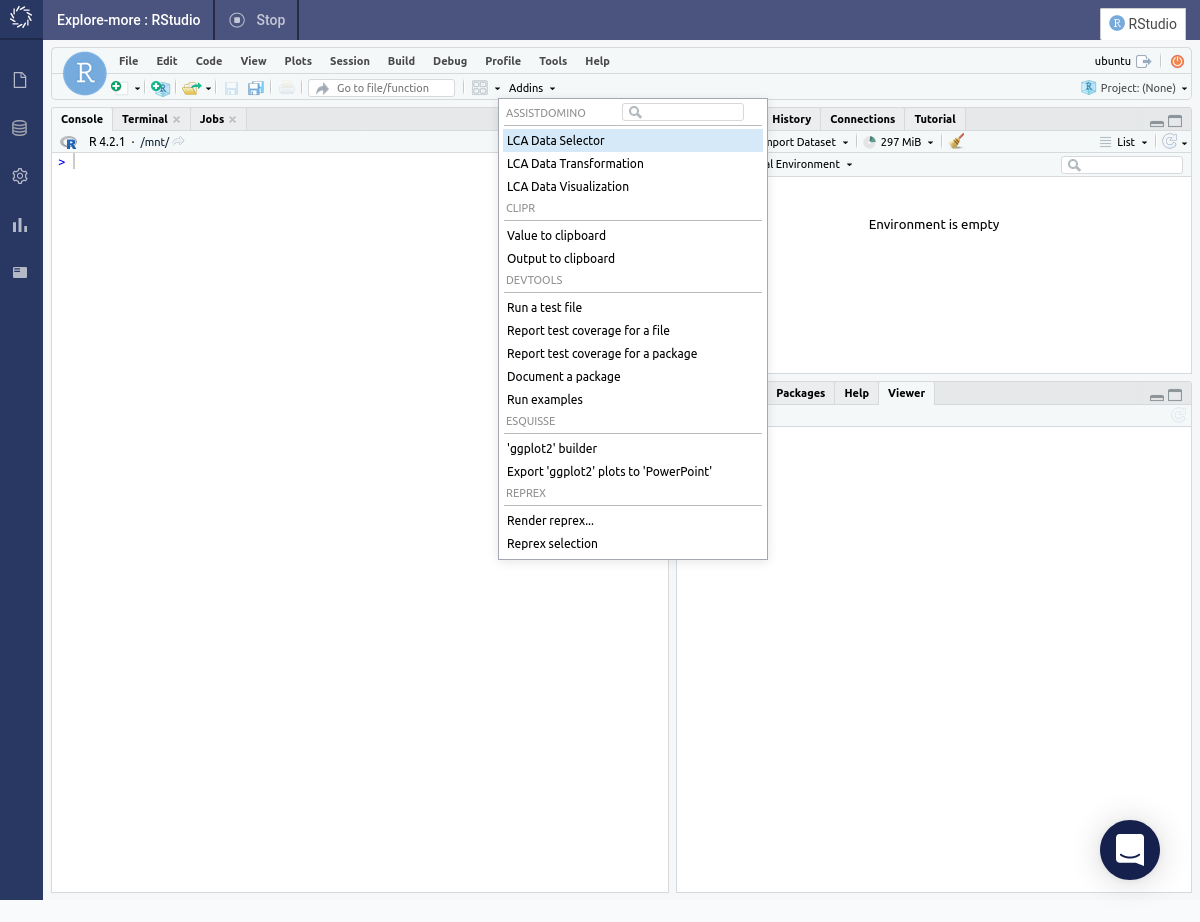 Explore-more : RStudio
Stop
RStudio
File Edit Code View Plots Session Build Debug Profile Tools Help
ubuntu
Go to file/function
Addins
Project: (None)
Console
Terminal
Jobs
R 4.2.1 · /mnt/
>
ASSISTDOMINO
LCA Data Selector
LCA Data Transformation
LCA Data Visualization
CLIPR
Value to clipboard
Output to clipboard
DEVTOOLS
Run a test file
Report test coverage for a file
Report test coverage for a package
Document a package
Run examples
ESQUISSE
'ggplot2' builder
Export 'ggplot2' plots to 'PowerPoint'
REPREX
Render reprex...
Reprex selection
History
Connections
Tutorial
mport Dataset
297 MiB
List
al Environment
Environment is empty
Packages
Help
Viewer